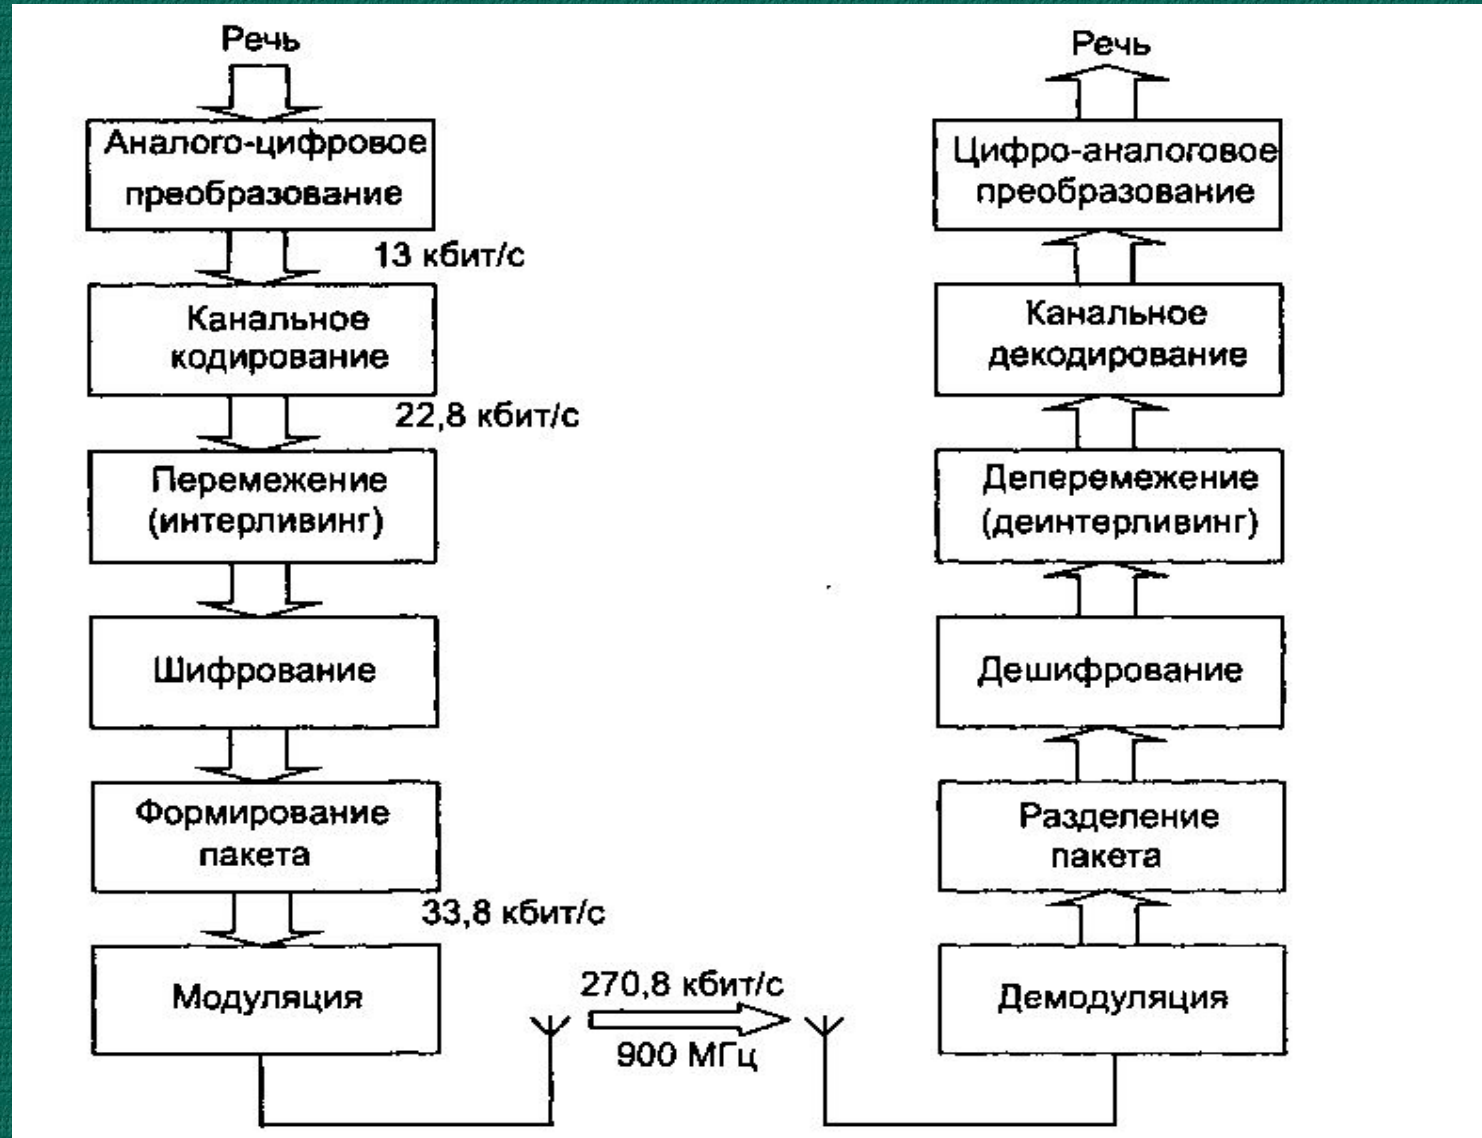 Речь
Аналого-цифровое
преобразование
13 кбит/с
Канальное
кодирование
22,8 кбит/с
Перемежение
(интерливинг)
Шифрование
Формирование
пакета
33,8 кбит/с
Модуляция
270,8 кбит/с
900 МГц
Речь
Цифро-аналоговое
преобразование
Канальное
декодирование
Деперемежение
(деинтерливинг)
Дешифрование
Разделение
пакета
Демодуляция